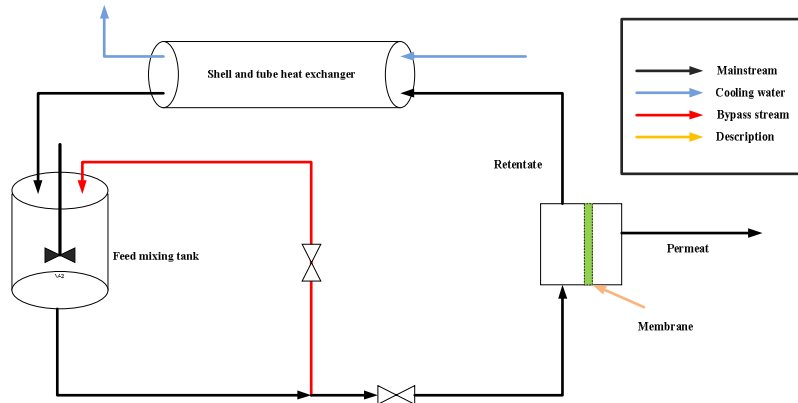 Shell and tube heat exchanger
Mainstream
Cooling water
Bypass stream
Description
Retentate
Permeat
Feed mixing tank
Membrane